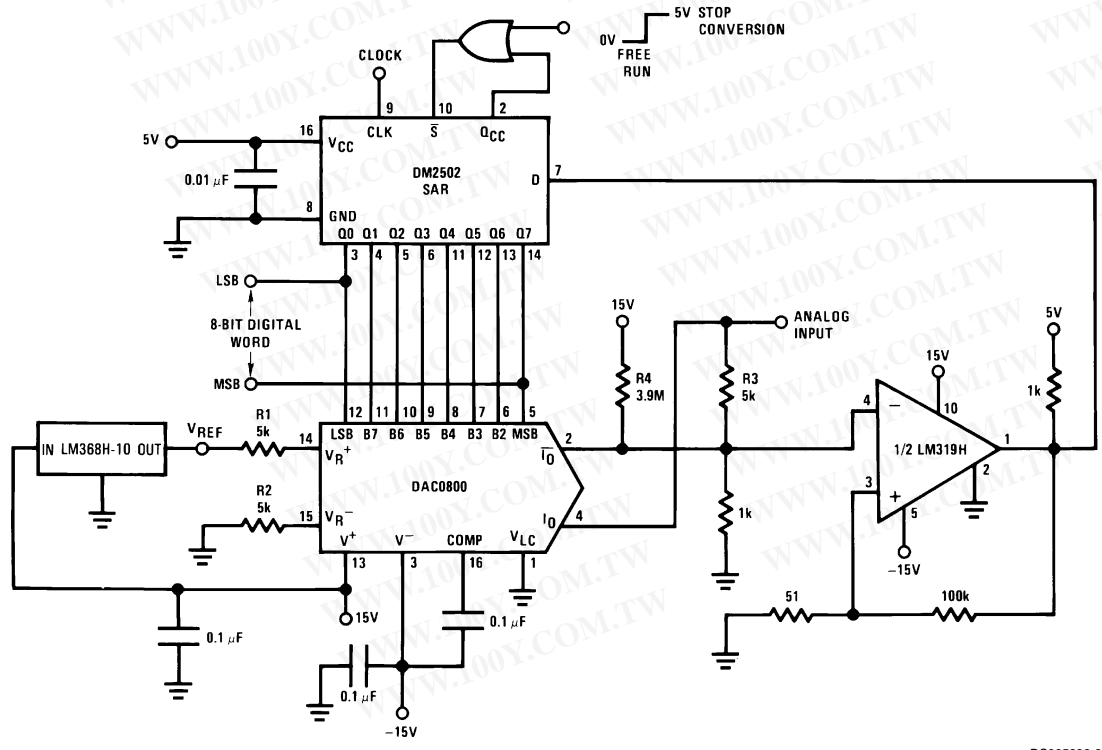 5V STOP
CONVERSION
0V
FREE
RUN
CLOCK
9
10
2
CLK
S̅
QCC
16
5V
VCC
DM2502
SAR
D
7
0.01 μF
8
GND
Q0 Q1 Q2 Q3 Q4 Q5 Q6 Q7
3 4 5 6 11 12 13 14
LSB
8-BIT DIGITAL
WORD
MSB
15V
ANALOG
INPUT
5V
R4
3.9M
R3
5k
15V
1k
12 11 10 9 8 7 6 5
LSB B7 B6 B5 B4 B3 B2 MSB
4
−
10
IN LM368H-10 OUT
VREF
R1
5k
14
VR+
2
I̅O̅
1/2 LM319H
1
DAC0800
2
R2
5k
15
VR−
IO
4
1k
3
+
5
−15V
V+
V−
COMP
VLC
13
3
16
1
15V
0.1 μF
0.1 μF
0.1 μF
−15V
51
100k
WWW.100Y.COM.TW